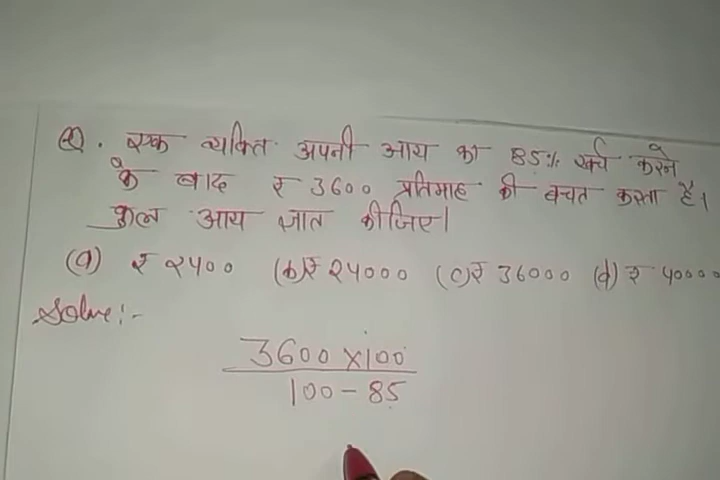 Q. एक व्यक्ति अपनी आय का 85% खर्च करने
के बाद ₹ 3600 प्रतिमाह की बचत करता है।
कुल आय ज्ञात कीजिए।
(a) ₹ 2400 (b) ₹ 24000 (c) ₹ 36000 (d) ₹ 40000
Solve:-
3600×100
100-85